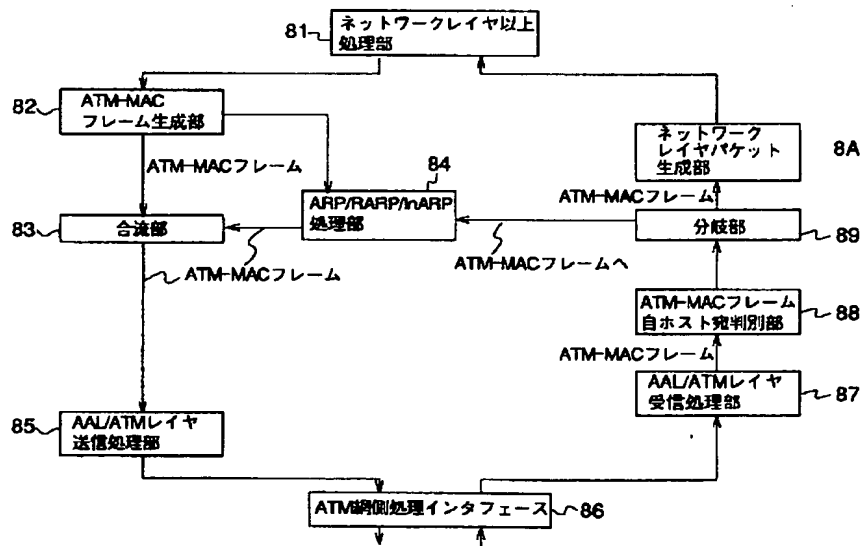 81
ネットワークレイヤ以上
処理部
82
ATM-MAC
フレーム生成部
ATM-MACフレーム
84
ARP/RARP/InARP
処理部
ネットワーク
レイヤパケット
生成部
8A
ATM-MACフレーム
83
合流部
分岐部
89
ATM-MACフレーム
ATM-MACフレームへ
ATM-MACフレーム
自ホスト宛判別部
88
ATM-MACフレーム
85
AAL/ATMレイヤ
送信処理部
AAL/ATMレイヤ
受信処理部
87
ATM網側処理インタフェース
86